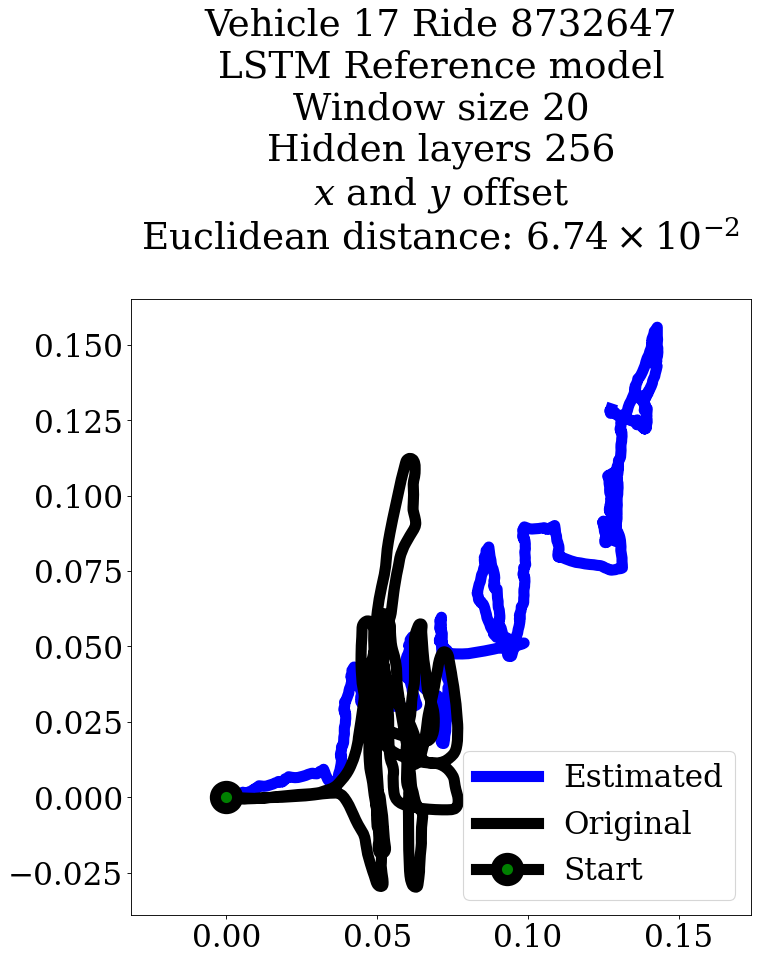 Vehicle 17 Ride 8732647
LSTM Reference model
Window size 20
Hidden layers 256
x and y offset
Euclidean distance: 6.74 × 10⁻²
0.150
0.125
0.100
0.075
0.050
0.025
0.000
−0.025
0.00 0.05 0.10 0.15
Estimated
Original
Start